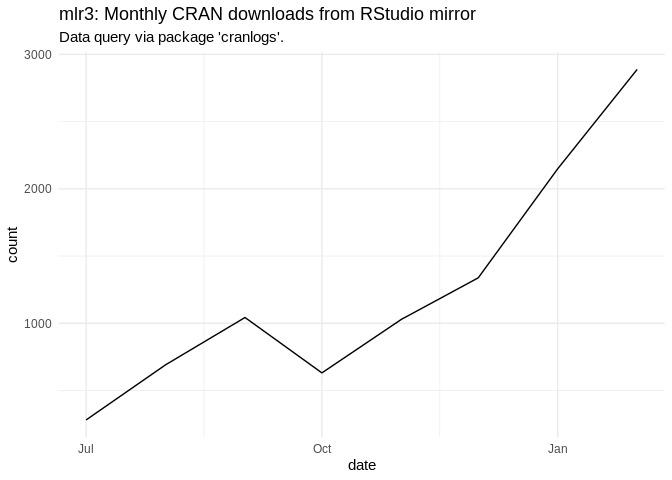 mlr3: Monthly CRAN downloads from RStudio mirror
Data query via package 'cranlogs'.
3000
2000
1000
count
Jul
Oct
Jan
date